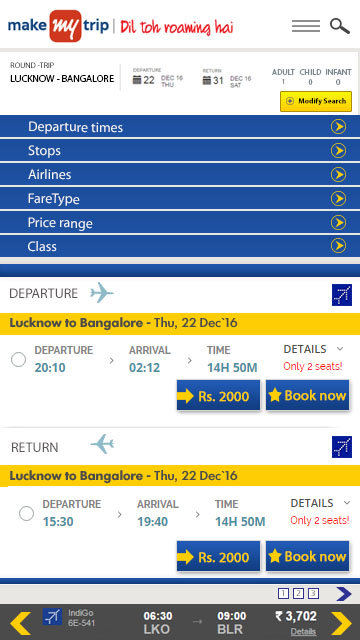 make my trip | Dil toh roaming hai
ROUND -TRIP
LUCKNOW - BANGALORE
DEPARTURE
22 DEC 16 THU
RETURN
31 DEC 16 SAT
ADULT CHILD INFANT
1 0 0
Modify Search
Departure times
Stops
Airlines
FareType
Price range
Class
DEPARTURE
Lucknow to Bangalore - Thu, 22 Dec`16
DEPARTURE ARRIVAL TIME DETAILS
20:10 02:12 14H 50M Only 2 seats!
Rs. 2000 Book now
RETURN
Lucknow to Bangalore - Thu, 22 Dec`16
DEPARTURE ARRIVAL TIME DETAILS
15:30 19:40 14H 50M Only 2 seats!
Rs. 2000 Book now
1 2 3
IndiGo 06:30 → 09:00 ₹ 3,702
6E-541 LKO BLR Details